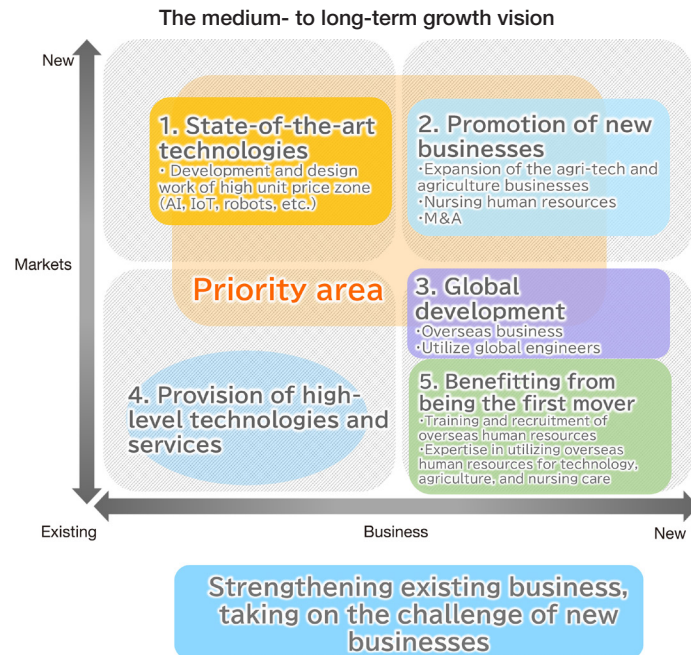 The medium- to long-term growth vision
New
1. State-of-the-art
technologies
・Development and design
work of high unit price zone
(AI, IoT, robots, etc.)
2. Promotion of new
businesses
・Expansion of the agri-tech and
agriculture businesses
・Nursing human resources
・M&A
Markets
Priority area
3. Global
development
・Overseas business
・Utilize global engineers
4. Provision of high-
level technologies and
services
5. Benefitting from
being the first mover
・Training and recruitment of
overseas human resources
・Expertise in utilizing overseas
human resources for technology,
agriculture, and nursing care
Existing
Business
New
Strengthening existing business,
taking on the challenge of new
businesses